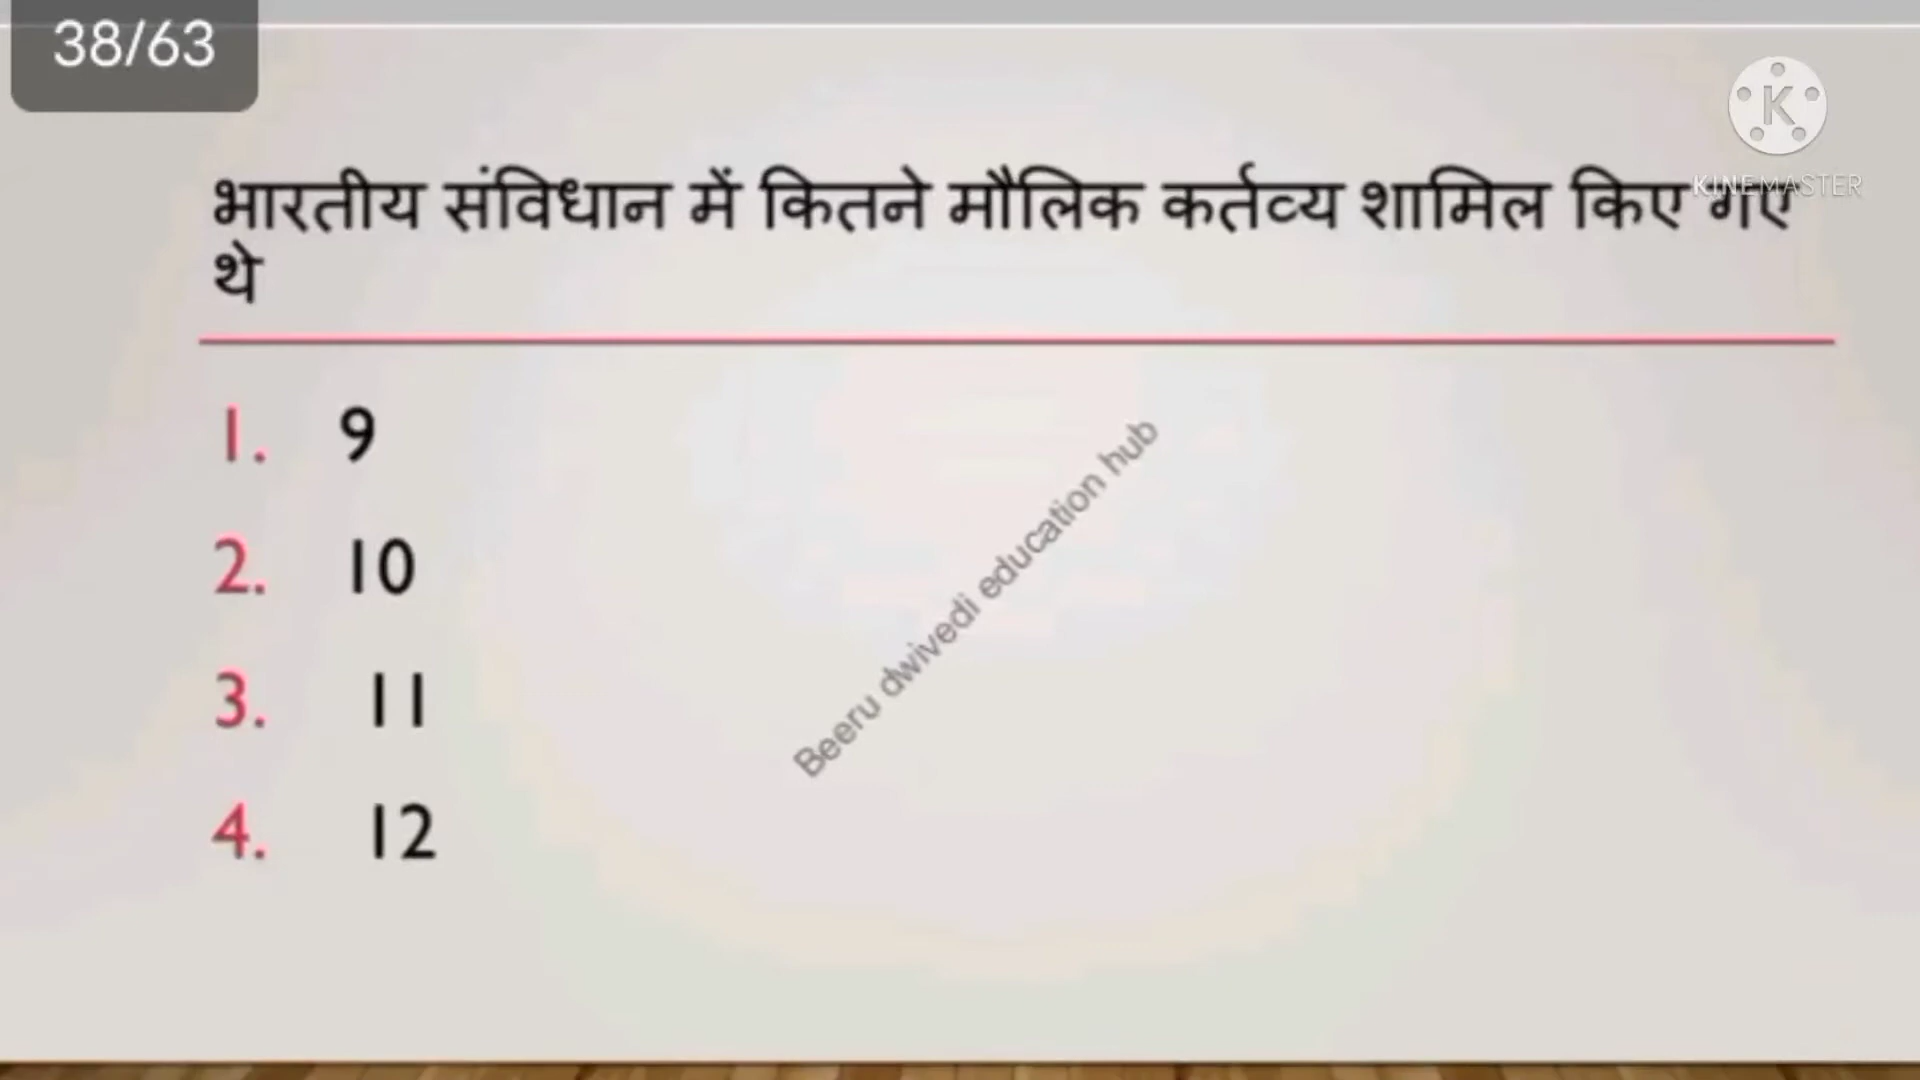 38/63
KINEMASTER
भारतीय संविधान में कितने मौलिक कर्तव्य शामिल किए गए
थे
1. 9
2. 10
3. 11
4. 12
Beeru dwivedi education hub